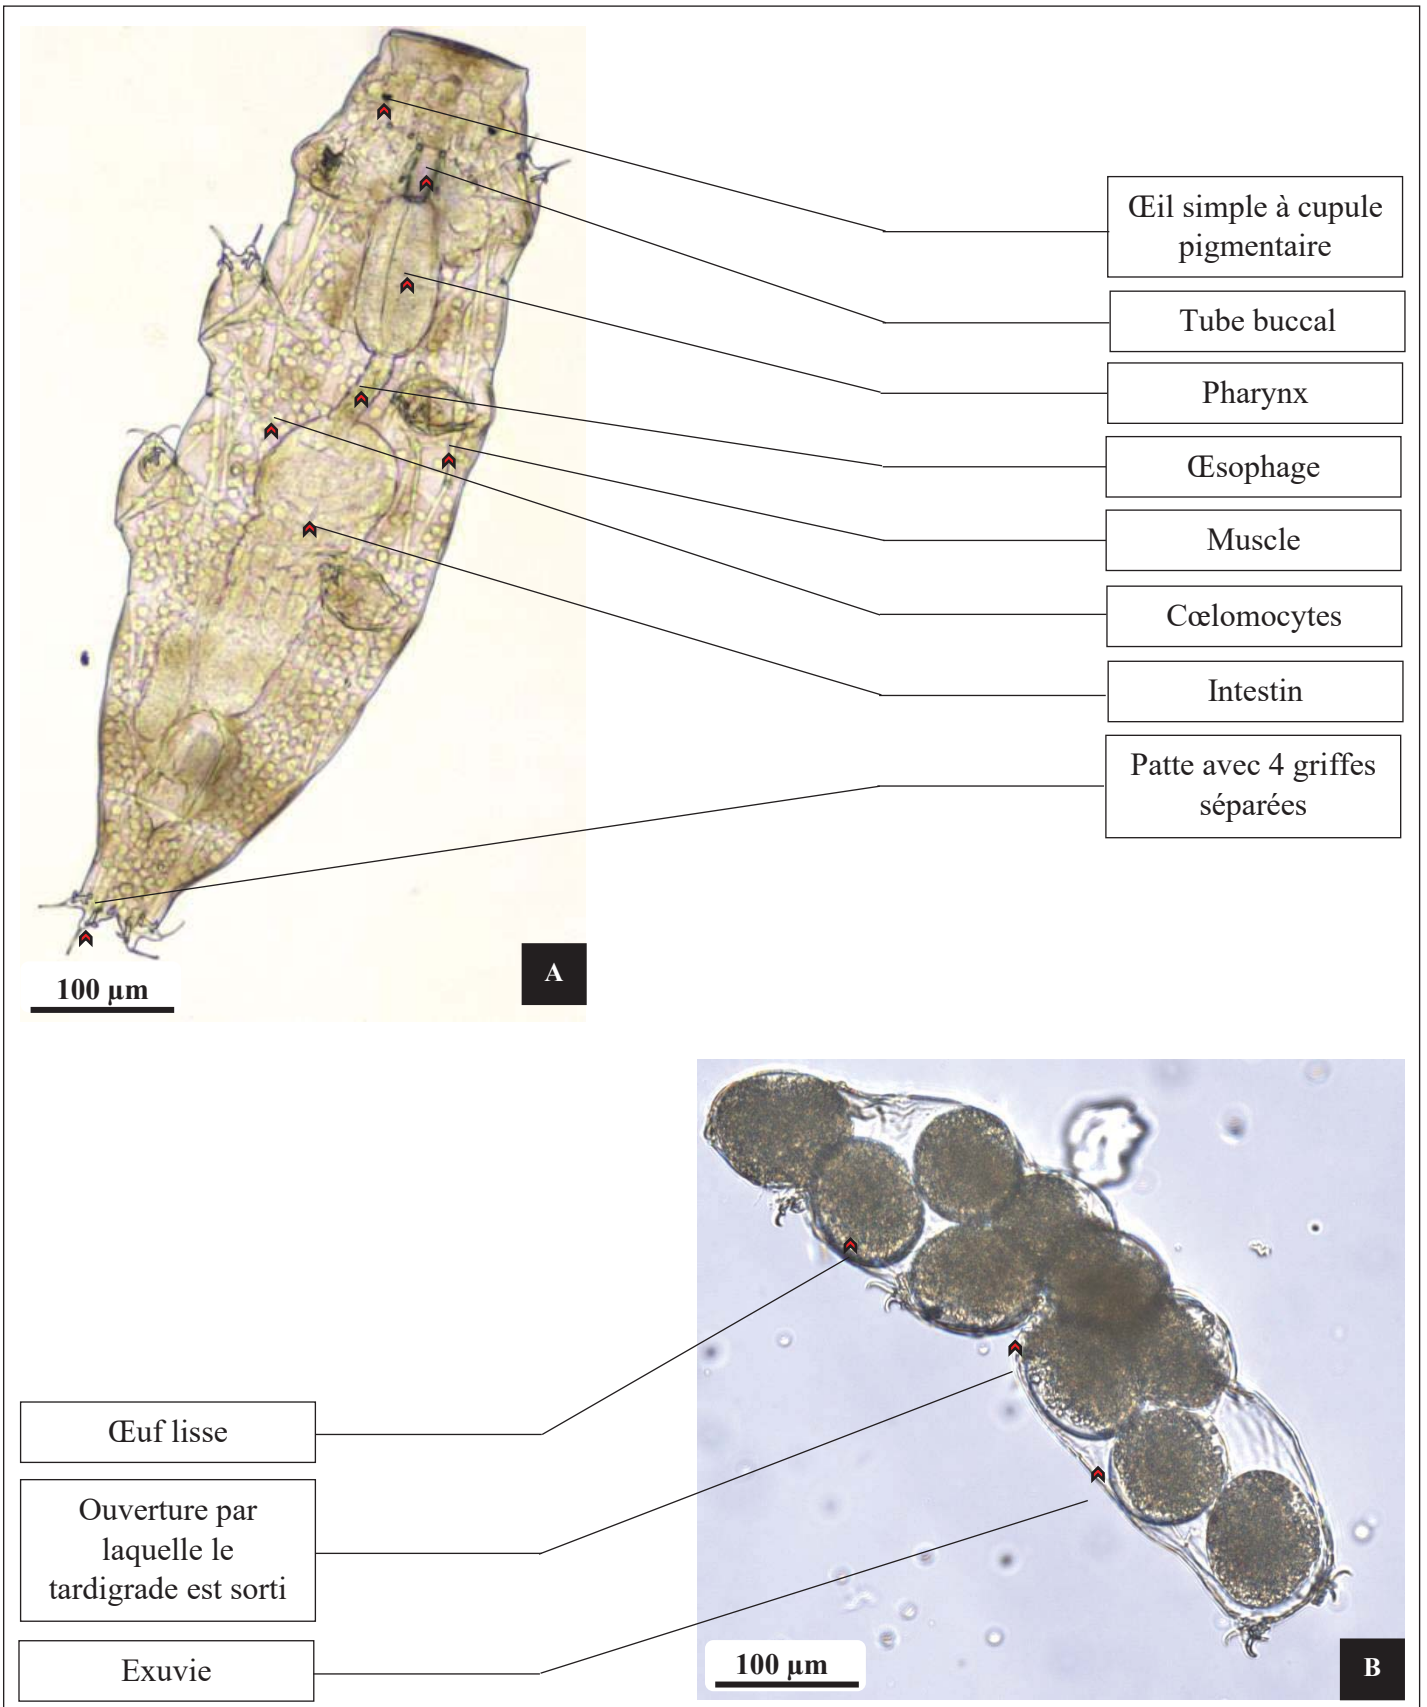 Œil simple à cupule
pigmentaire
Tube buccal
Pharynx
Œsophage
Muscle
Cœlomocytes
Intestin
Patte avec 4 griffes
séparées
A
100 µm
Œuf lisse
Ouverture par
laquelle le
tardigrade est sorti
Exuvie
100 µm
B